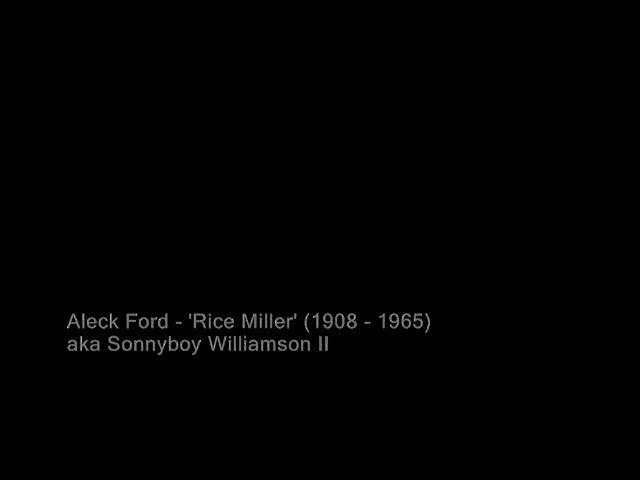 Aleck Ford - 'Rice Miller' (1908 - 1965)
aka Sonnyboy Williamson II